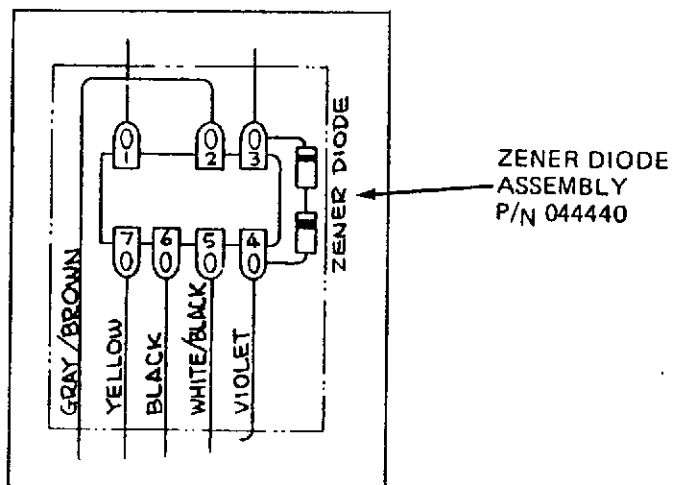 1 2 3
7 6 5 4
ZENER DIODE
GRAY/BROWN
YELLOW
BLACK
WHITE/BLACK
VIOLET
ZENER DIODE
ASSEMBLY
P/N 044440